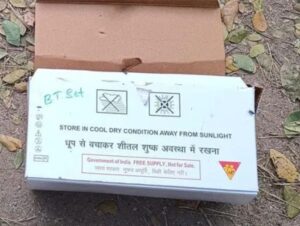 BT Set
STORE IN COOL DRY CONDITION AWAY FROM SUNLIGHT
धूप से बचाकर शीतल शुष्क अवस्था में रखना
Government of India FREE SUPPLY, Not for Sale.